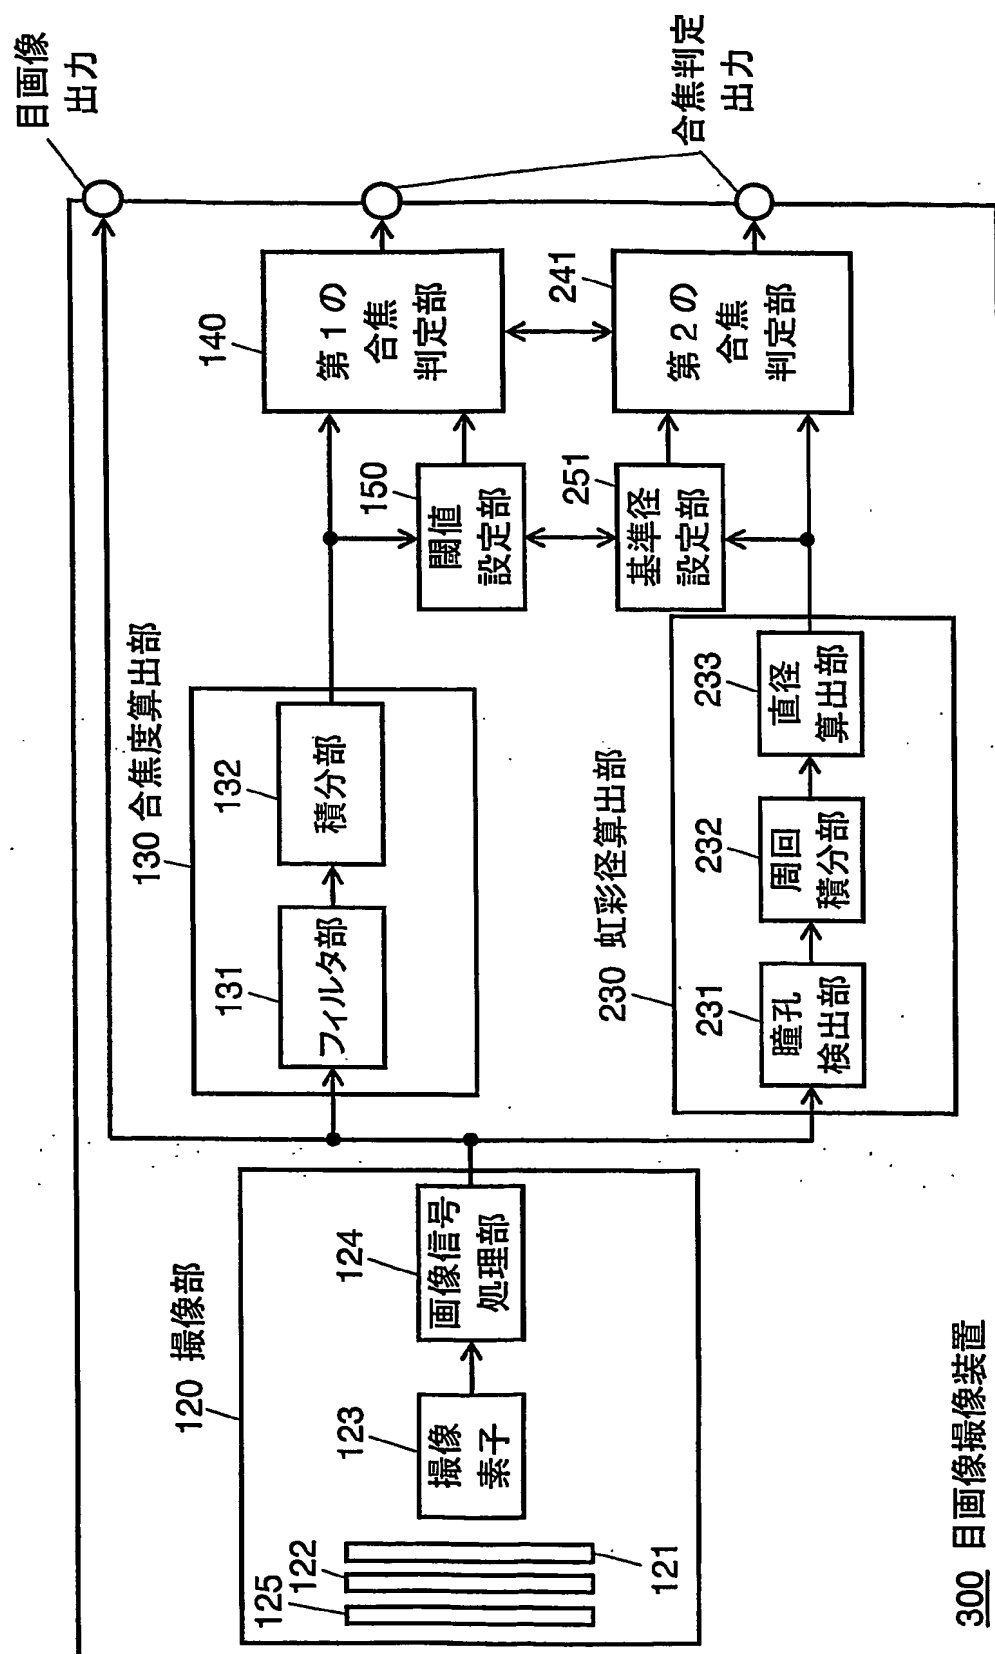 目画像
出力
合焦判定
出力
140
第1の
合焦
判定部
241
第2の
合焦
判定部
150
閾値
設定部
251
基準径
設定部
130 合焦度算出部
132
積分部
131
フィルタ部
230 虹彩径算出部
233
直径
算出部
232
周回
積分部
231
瞳孔
検出部
120 撮像部
124
画像信号
処理部
123
撮像
素子
125
122
121
300 目画像撮像装置